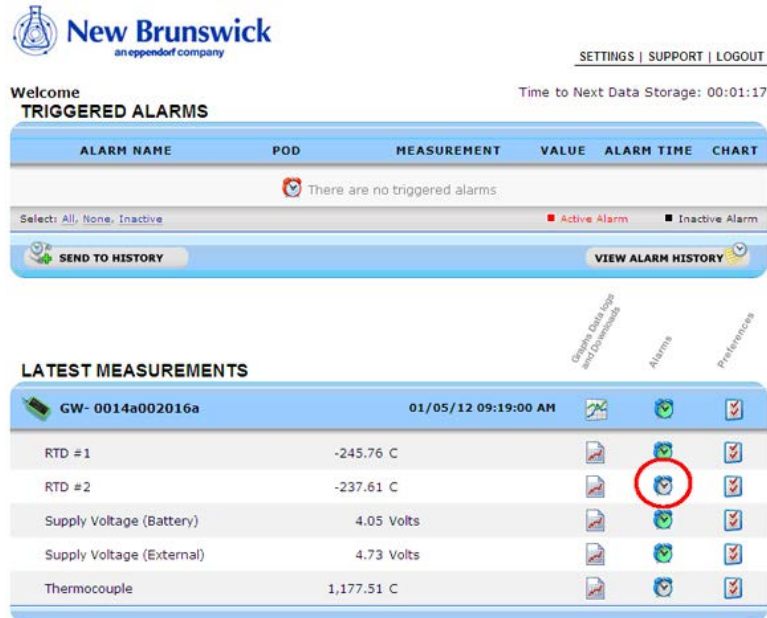 New Brunswick
an eppendorf company
SETTINGS | SUPPORT | LOGOUT
Welcome
Time to Next Data Storage: 00:01:17
TRIGGERED ALARMS
ALARM NAME POD MEASUREMENT VALUE ALARM TIME CHART
There are no triggered alarms
Select: All, None, Inactive
Active Alarm Inactive Alarm
SEND TO HISTORY VIEW ALARM HISTORY
Graphs Data logs
and Downloads
Alarms
Preferences
LATEST MEASUREMENTS
GW- 0014a002016a 01/05/12 09:19:00 AM
RTD #1 -245.76 C
RTD #2 -237.61 C
Supply Voltage (Battery) 4.05 Volts
Supply Voltage (External) 4.73 Volts
Thermocouple 1,177.51 C